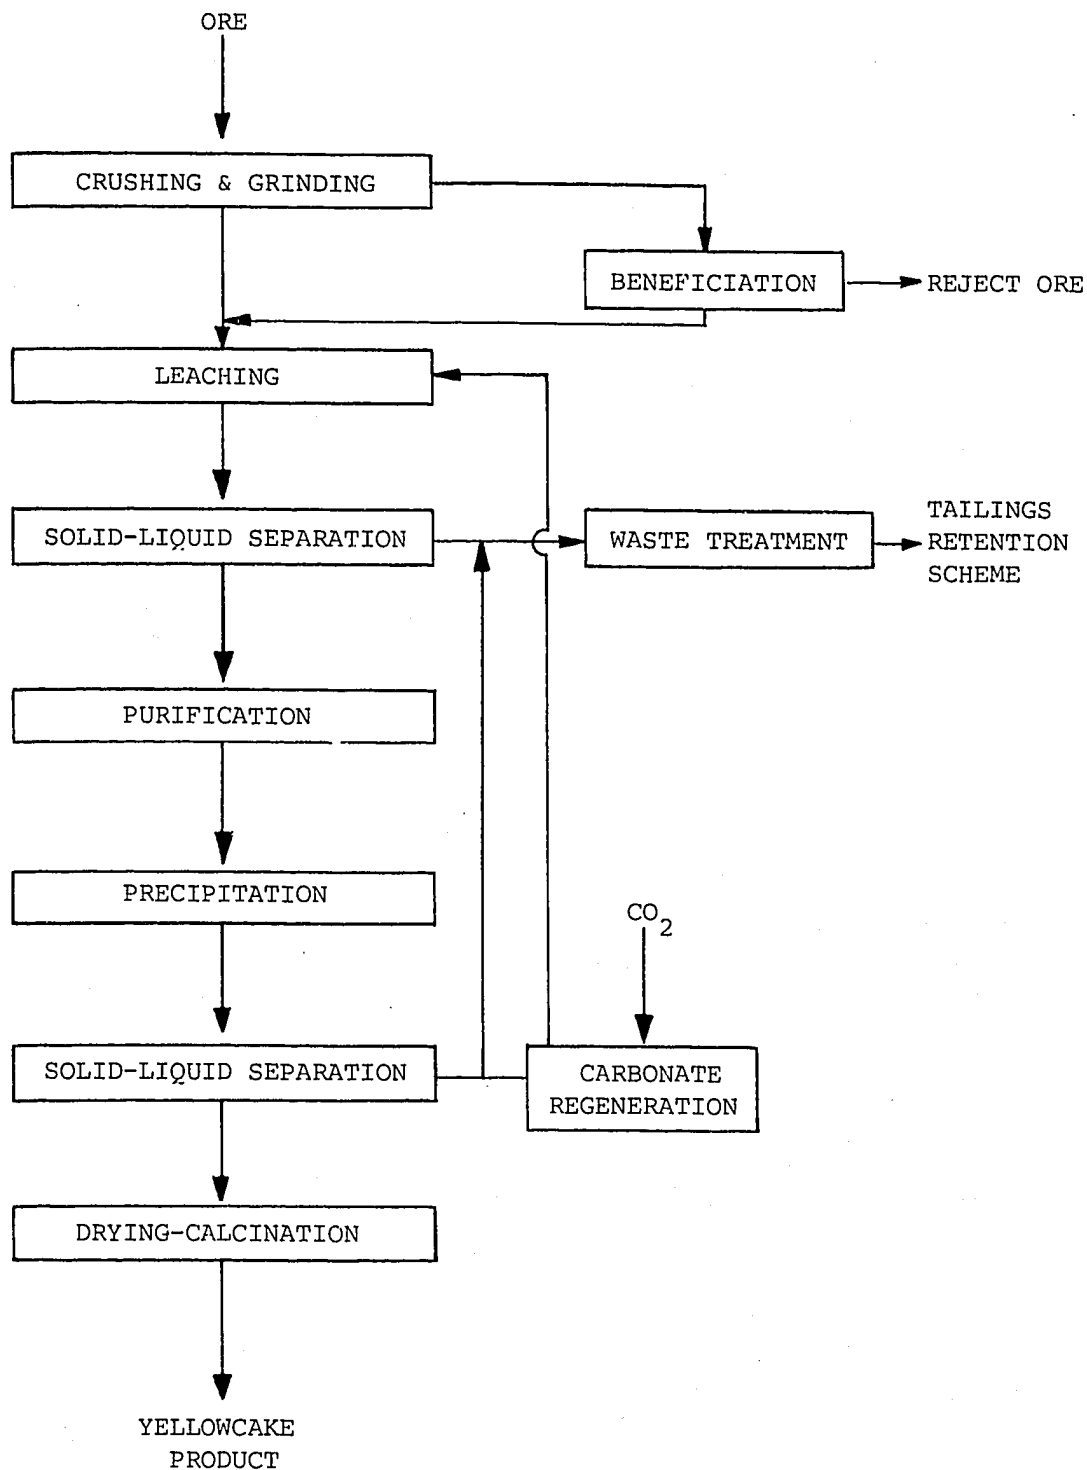 ORE
CRUSHING & GRINDING
BENEFICIATION
REJECT ORE
LEACHING
SOLID-LIQUID SEPARATION
WASTE TREATMENT
TAILINGS
RETENTION
SCHEME
PURIFICATION
PRECIPITATION
CO2
SOLID-LIQUID SEPARATION
CARBONATE
REGENERATION
DRYING-CALCINATION
YELLOWCAKE
PRODUCT